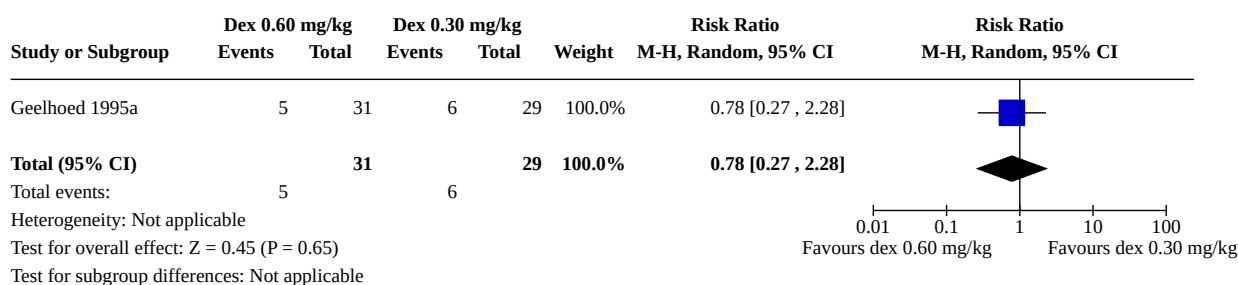 Dex 0.60 mg/kg Dex 0.30 mg/kg Risk Ratio Risk Ratio
Study or Subgroup Events Total Events Total Weight M-H, Random, 95% CI M-H, Random, 95% CI
Geelhoed 1995a 5 31 6 29 100.0% 0.78 [0.27 , 2.28]
Total (95% CI) 31 29 100.0% 0.78 [0.27 , 2.28]
Total events: 5 6
Heterogeneity: Not applicable
0.01 0.1 1 10 100
Test for overall effect: Z = 0.45 (P = 0.65) Favours dex 0.60 mg/kg Favours dex 0.30 mg/kg
Test for subgroup differences: Not applicable